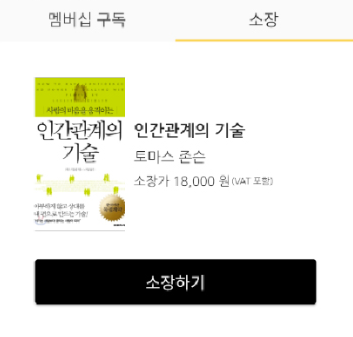 멤버십 구독
소장
사람의 마음을 움직이는
인간관계의
기술
인간관계의 기술
토마스 존슨
소장가 18,000 원 (VAT 포함)
소장하기